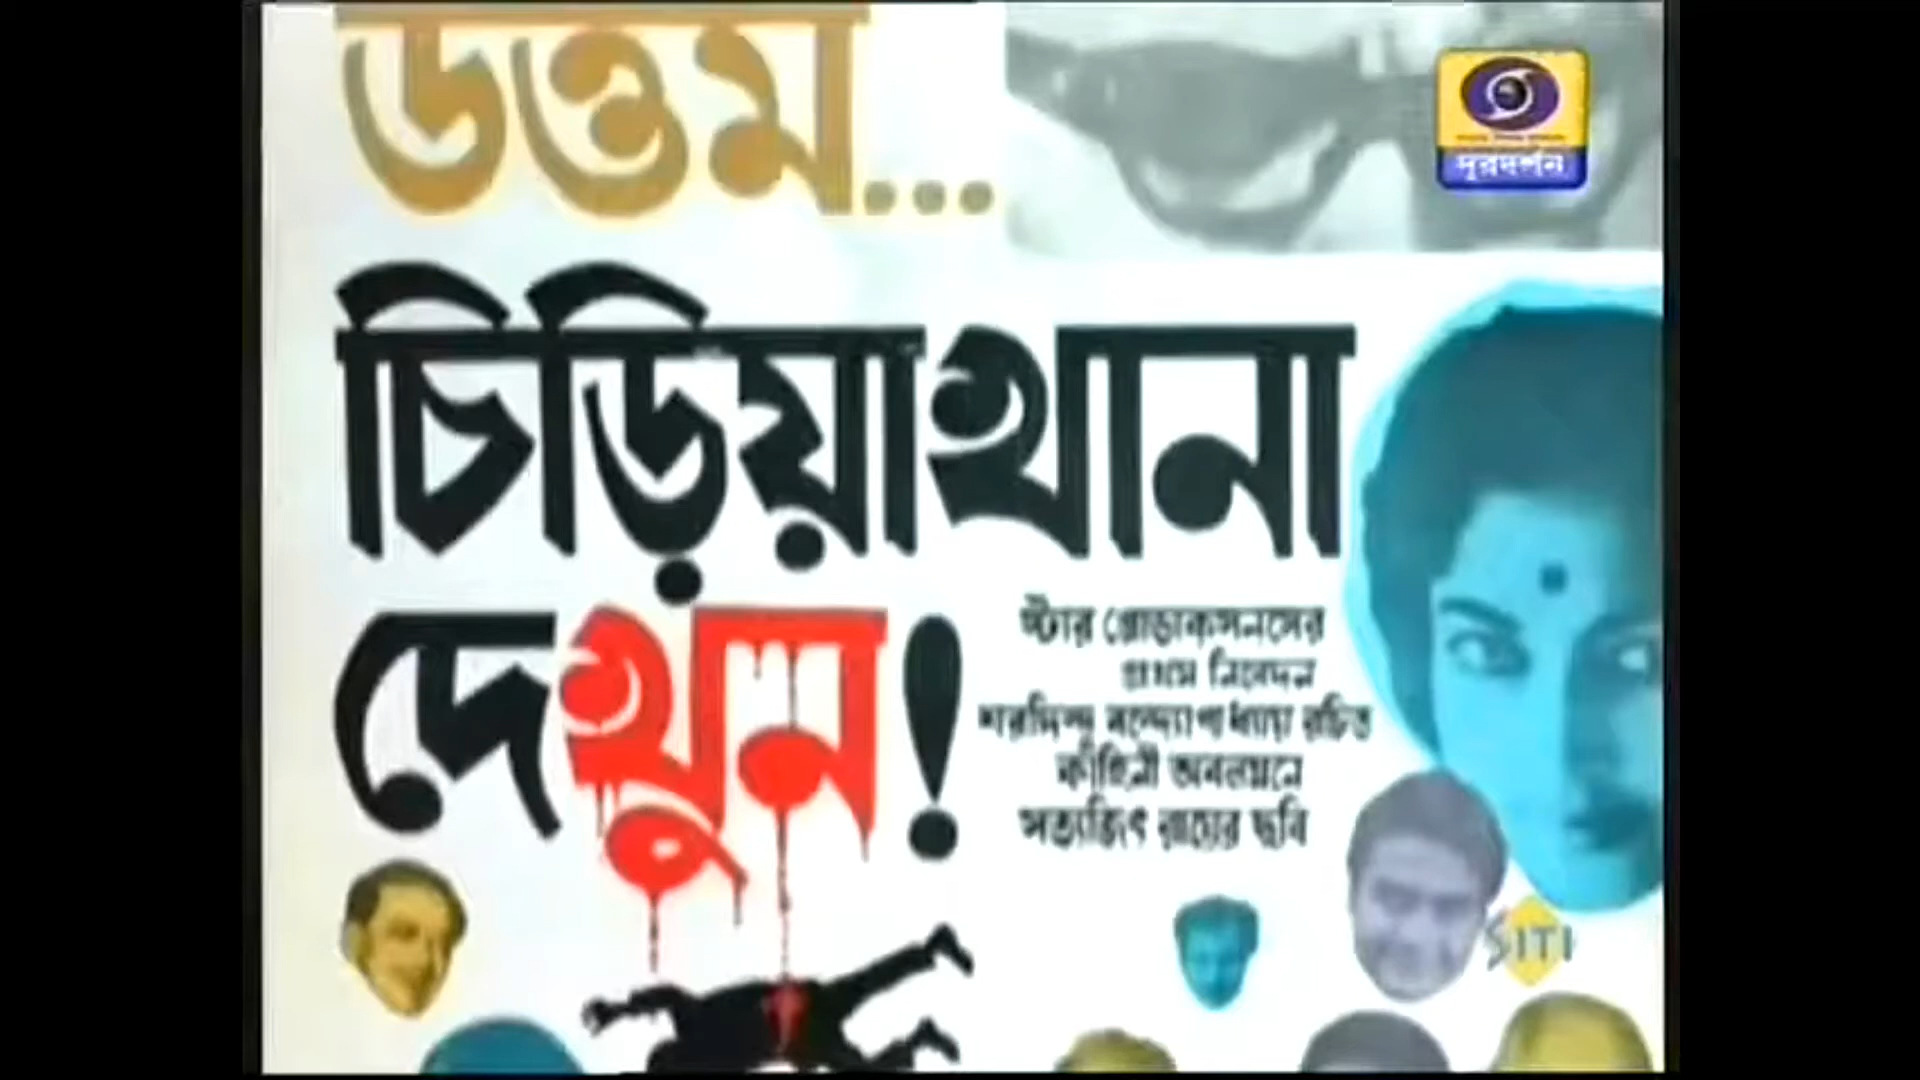 উত্তম...
দূরদর্শন
চিড়িয়াখানা
দেখুন!
ষ্টার প্রোডাকসনসের
প্রথম নিবেদন
শরদিন্দু বন্দ্যোপাধ্যায় রচিত
কাহিনী অবলম্বনে
সত্যজিৎ রায়ের ছবি
SITI